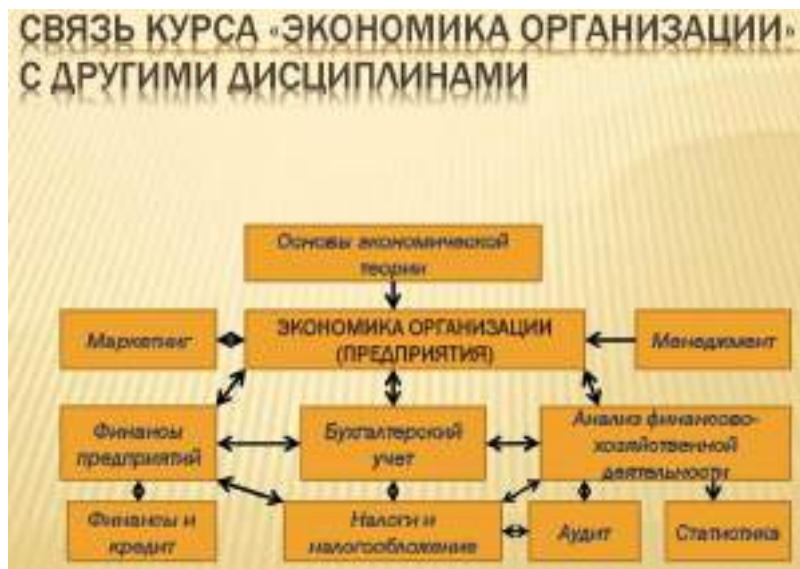 СВЯЗЬ КУРСА «ЭКОНОМИКА ОРГАНИЗАЦИИ»
С ДРУГИМИ ДИСЦИПЛИНАМИ
Основы экономической
теории
Маркетинг
ЭКОНОМИКА ОРГАНИЗАЦИИ
(ПРЕДПРИЯТИЯ)
Менеджмент
Финансы
предприятий
Бухгалтерский
учет
Анализ финансово-
хозяйственной
деятельности
Финансы и
кредит
Налоги и
налогообложение
Аудит
Статистика